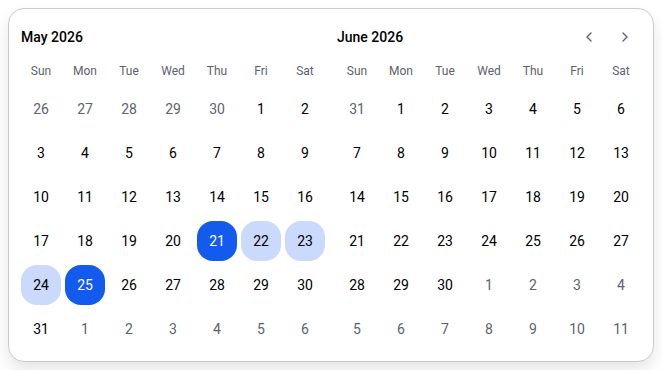 May 2026
Sun Mon Tue Wed Thu Fri Sat
26 27 28 29 30 1 2
3 4 5 6 7 8 9
10 11 12 13 14 15 16
17 18 19 20 21 22 23
24 25 26 27 28 29 30
31 1 2 3 4 5 6
June 2026
Sun Mon Tue Wed Thu Fri Sat
31 1 2 3 4 5 6
7 8 9 10 11 12 13
14 15 16 17 18 19 20
21 22 23 24 25 26 27
28 29 30 1 2 3 4
5 6 7 8 9 10 11